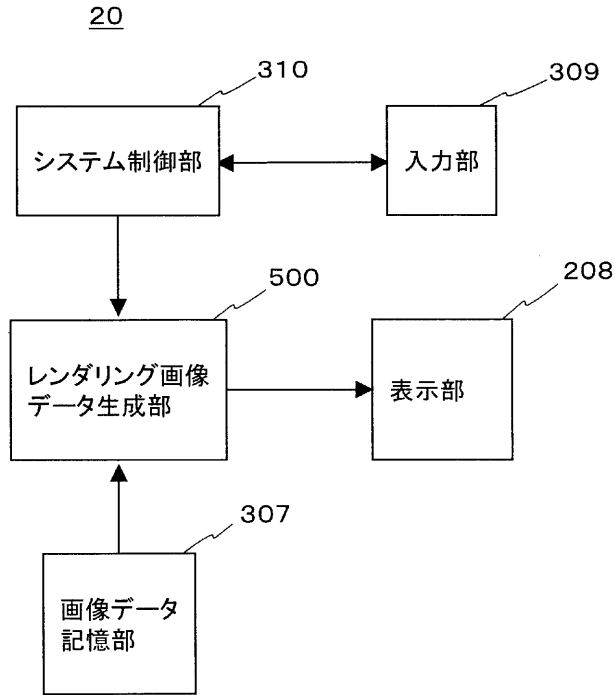 20
310
309
システム制御部
入力部
500
208
レンダリング画像
データ生成部
表示部
307
画像データ
記憶部